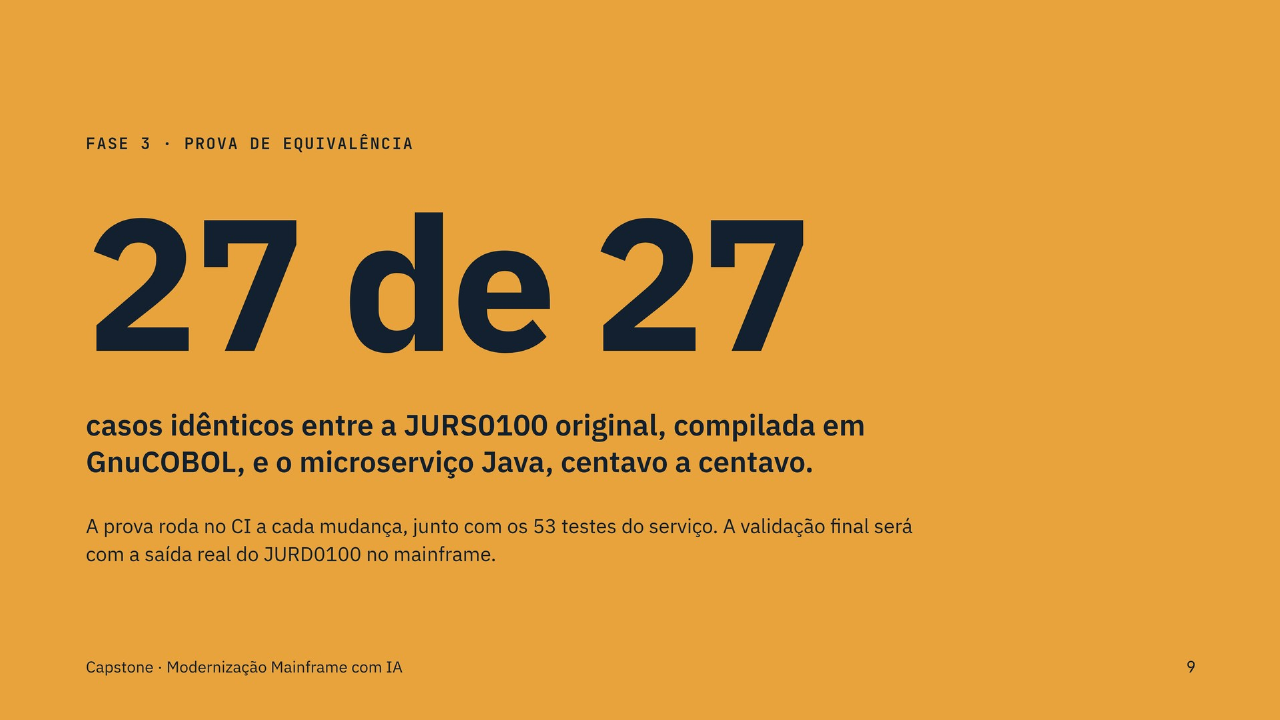 FASE 3 · PROVA DE EQUIVALÊNCIA
27 de 27
casos idênticos entre a JURS0100 original, compilada em
GnuCOBOL, e o microserviço Java, centavo a centavo.
A prova roda no CI a cada mudança, junto com os 53 testes do serviço. A validação final será
com a saída real do JURD0100 no mainframe.
Capstone · Modernização Mainframe com IA
9